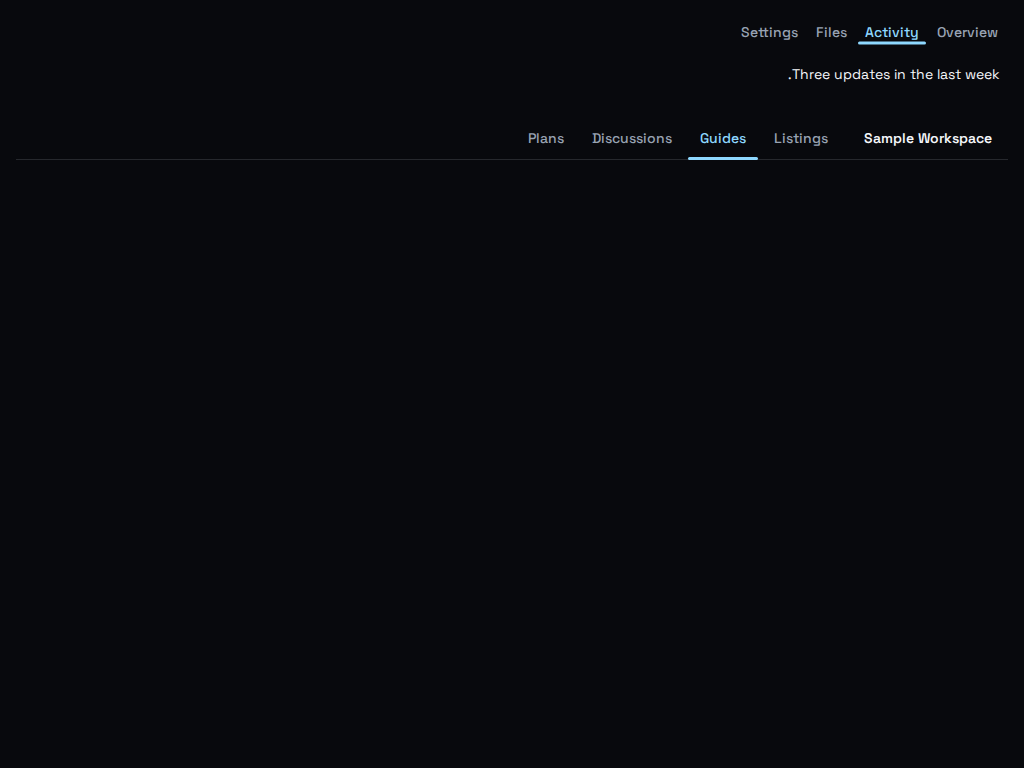 Overview Activity Files Settings
Three updates in the last week.
Sample Workspace Listings Guides Discussions Plans